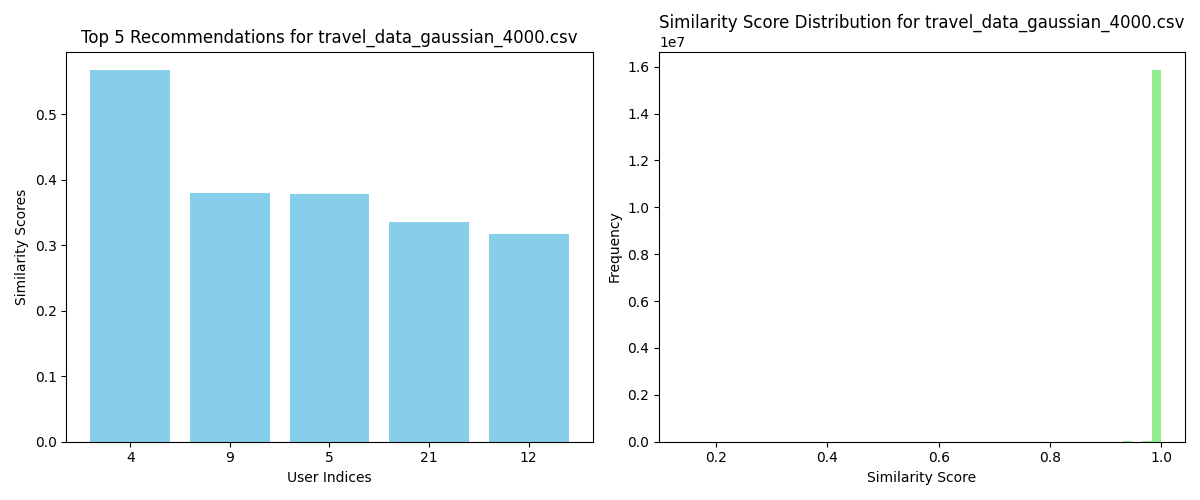 Top 5 Recommendations for travel_data_gaussian_4000.csv
Similarity Scores
0.5
0.4
0.3
0.2
0.1
0.0
4 9 5 21 12
User Indices
Similarity Score Distribution for travel_data_gaussian_4000.csv
1e7
Frequency
1.6
1.4
1.2
1.0
0.8
0.6
0.4
0.2
0.0
0.2 0.4 0.6 0.8 1.0
Similarity Score